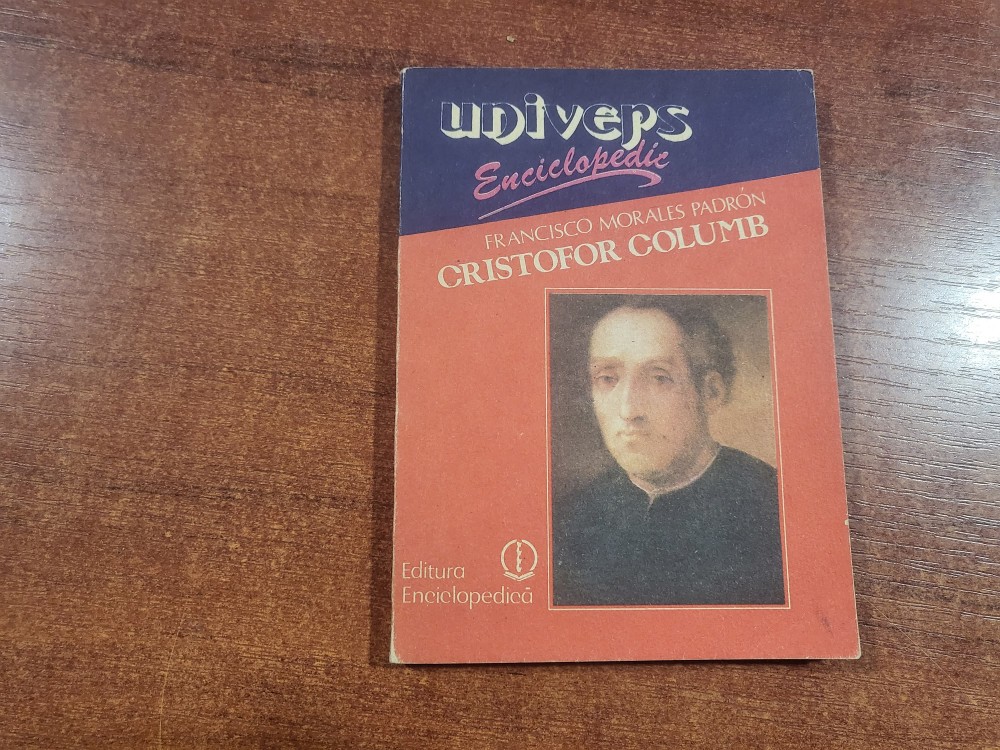 univers
Enciclopedic
FRANCISCO MORALES PADRÓN
CRISTOFOR COLUMB
Editura
Enciclopedică